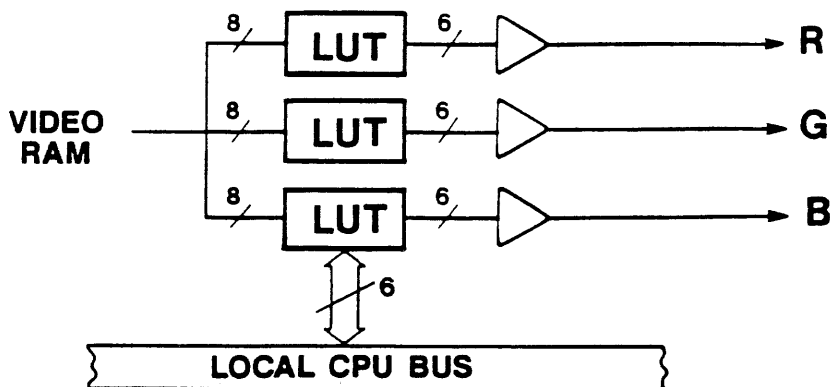 8 LUT 6 R
VIDEO RAM
8 LUT 6 G
8 LUT 6 B
6
LOCAL CPU BUS